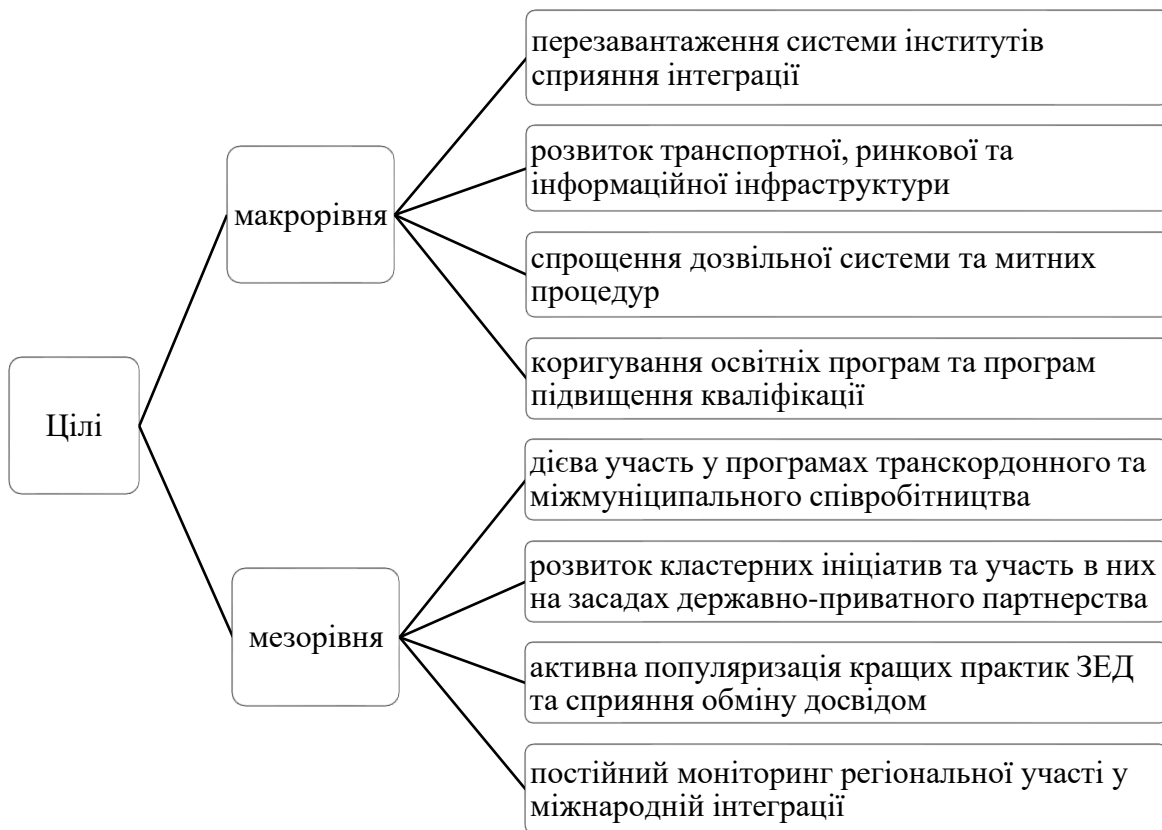 Цілі
макрорівня
перезавантаження системи інститутів
сприяння інтеграції
розвиток транспортної, ринкової та
інформаційної інфраструктури
спрощення дозвільної системи та митних
процедур
коригування освітніх програм та програм
підвищення кваліфікації
мезорівня
дієва участь у програмах транскордонного та
міжмуніципального співробітництва
розвиток кластерних ініціатив та участь в них
на засадах державно-приватного партнерства
активна популяризація кращих практик ЗЕД
та сприяння обміну досвідом
постійний моніторинг регіональної участі у
міжнародній інтеграції